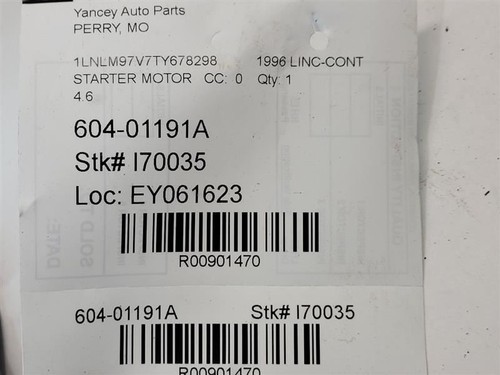 Yancey Auto Parts
PERRY, MO
1LNLM97V7TY678298 1996 LINC-CONT
STARTER MOTOR CC: 0 Qty: 1
4.6
604-01191A
Stk# I70035
Loc: EY061623
R00901470
604-01191A Stk# I70035
R00901470